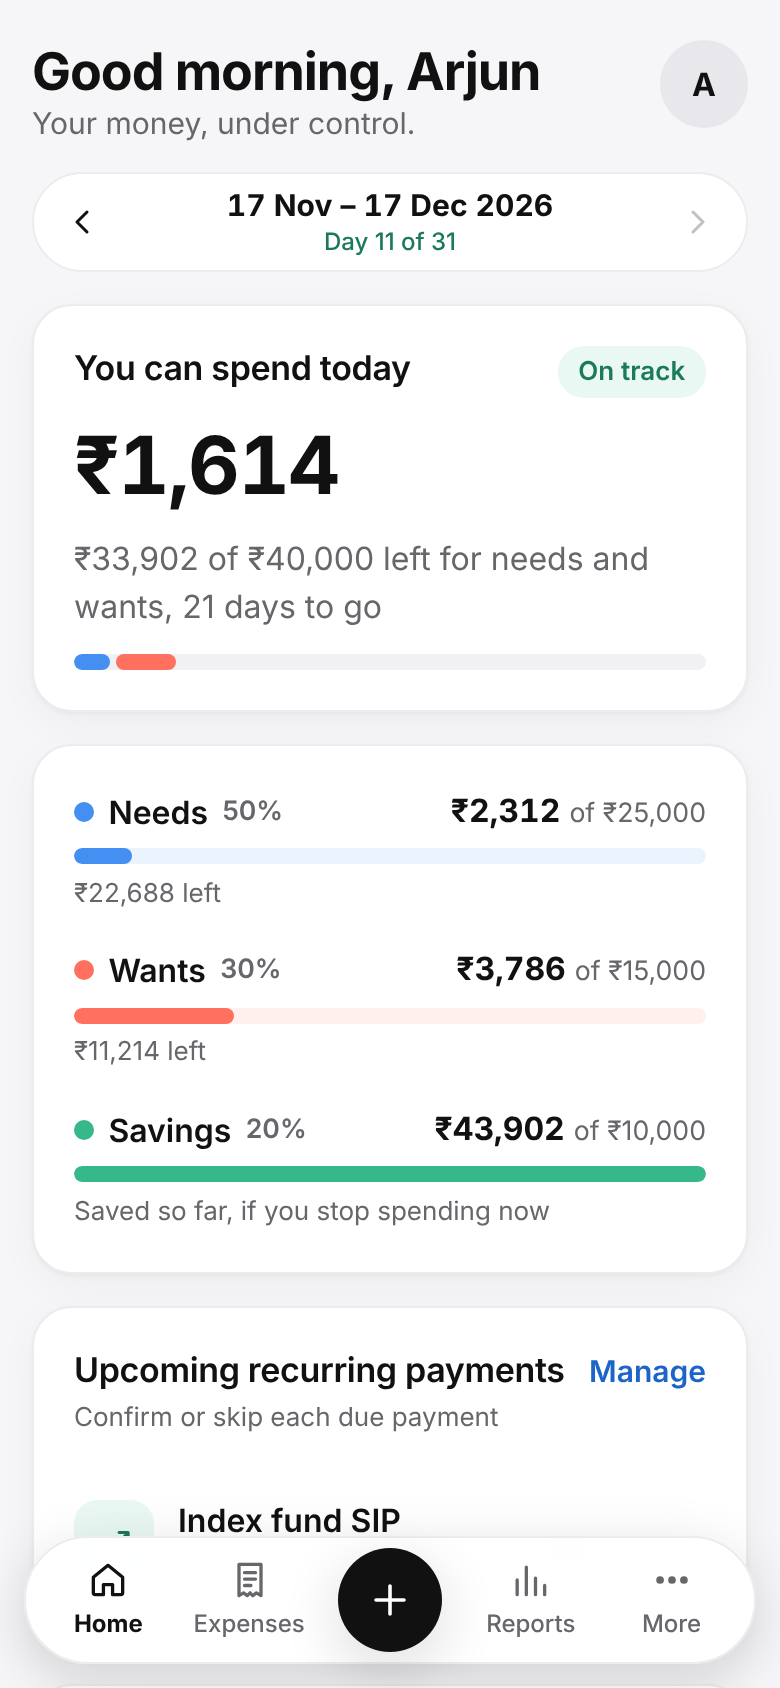 Good morning, Arjun
A
Your money, under control.
17 Nov – 17 Dec 2026
Day 11 of 31
You can spend today
On track
₹1,614
₹33,902 of ₹40,000 left for needs and
wants, 21 days to go
Needs 50% ₹2,312 of ₹25,000
₹22,688 left
Wants 30% ₹3,786 of ₹15,000
₹11,214 left
Savings 20% ₹43,902 of ₹10,000
Saved so far, if you stop spending now
Upcoming recurring payments Manage
Confirm or skip each due payment
Index fund SIP
Home Expenses Reports More